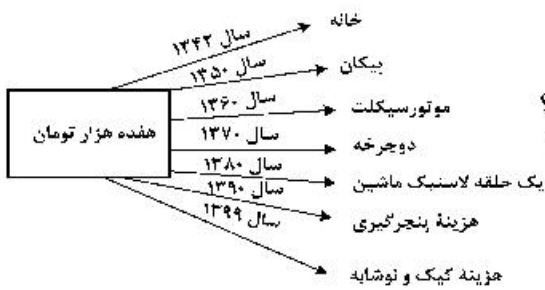 هفده هزار تومان
سال ۱۳۴۲
خانه
سال ۱۳۵۰
پیکان
سال ۱۳۶۰
موتورسیکلت
سال ۱۳۷۰
دوچرخه
سال ۱۳۸۰
یک حلقه لاستیک ماشین
سال ۱۳۹۰
هزینهٔ پنچرگیری
سال ۱۳۹۹
هزینهٔ کیک و نوشابه